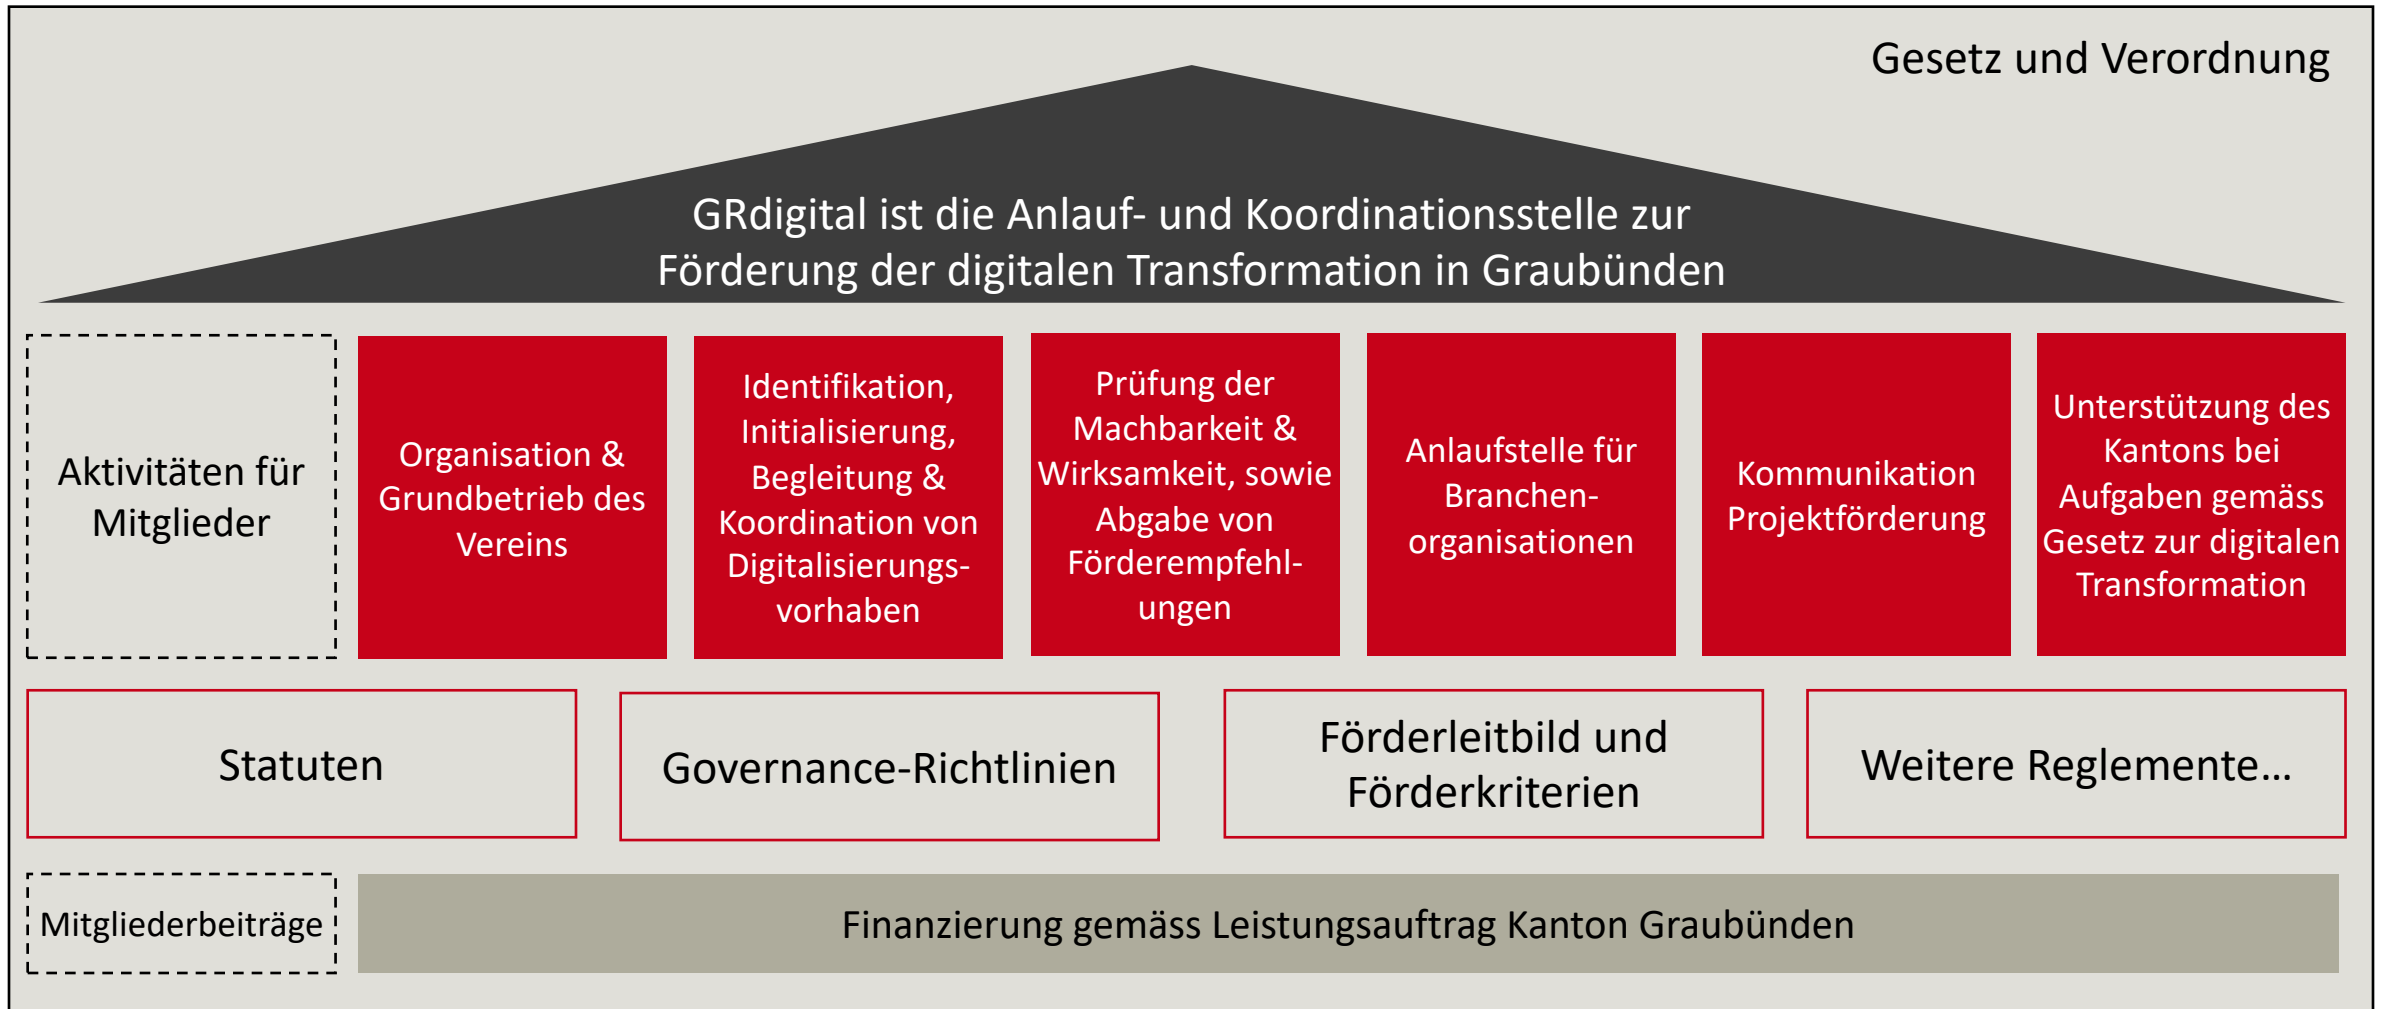 Gesetz und Verordnung
GRdigital ist die Anlauf- und Koordinationsstelle zur
Förderung der digitalen Transformation in Graubünden
Aktivitäten für
Mitglieder
Organisation &
Grundbetrieb des
Vereins
Identifikation,
Initialisierung,
Begleitung &
Koordination von
Digitalisierungs-
vorhaben
Prüfung der
Machbarkeit &
Wirksamkeit, sowie
Abgabe von
Förderempfehl-
ungen
Anlaufstelle für
Branchen-
organisationen
Kommunikation
Projektförderung
Unterstützung des
Kantons bei
Aufgaben gemäss
Gesetz zur digitalen
Transformation
Statuten
Governance-Richtlinien
Förderleitbild und
Förderkriterien
Weitere Reglemente...
Mitgliederbeiträge
Finanzierung gemäss Leistungsauftrag Kanton Graubünden